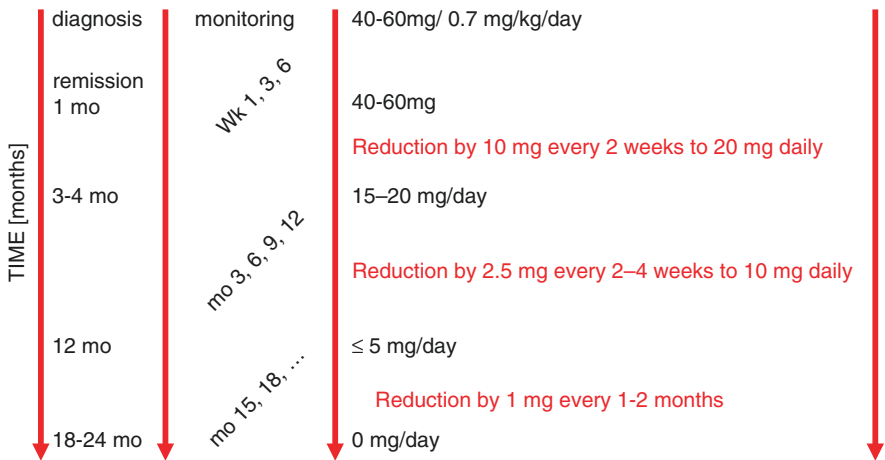 diagnosis monitoring 40-60mg/ 0.7 mg/kg/day
remission
1 mo Wk 1, 3, 6 40-60mg
Reduction by 10 mg every 2 weeks to 20 mg daily
3-4 mo 15–20 mg/day
TIME [months]
mo 3, 6, 9, 12 Reduction by 2.5 mg every 2–4 weeks to 10 mg daily
12 mo ≤ 5 mg/day
mo 15, 18, … Reduction by 1 mg every 1-2 months
18-24 mo 0 mg/day